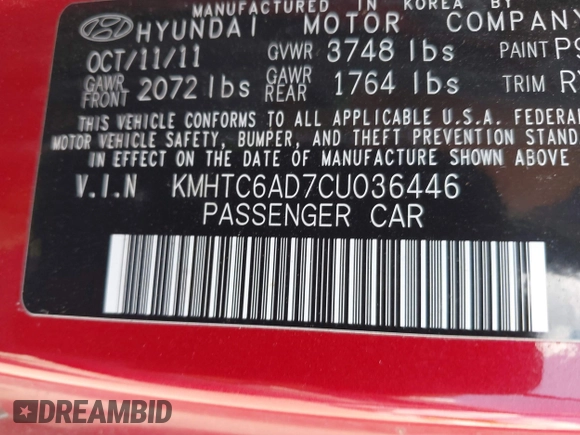 MANUFACTURED IN KOREA BY
HYUNDAI MOTOR COMPANY
OCT/11/11 GVWR 3748 lbs PAINT
GAWR FRONT 2072 lbs GAWR REAR 1764 lbs TRIM
THIS VEHICLE CONFORMS TO ALL APPLICABLE U.S.A. FEDERAL
MOTOR VEHICLE SAFETY, BUMPER, AND THEFT PREVENTION
IN EFFECT ON THE DATE OF MANUFACTURE SHOWN ABOVE
V.I.N KMHTC6AD7CU036446
PASSENGER CAR
DREAMBID